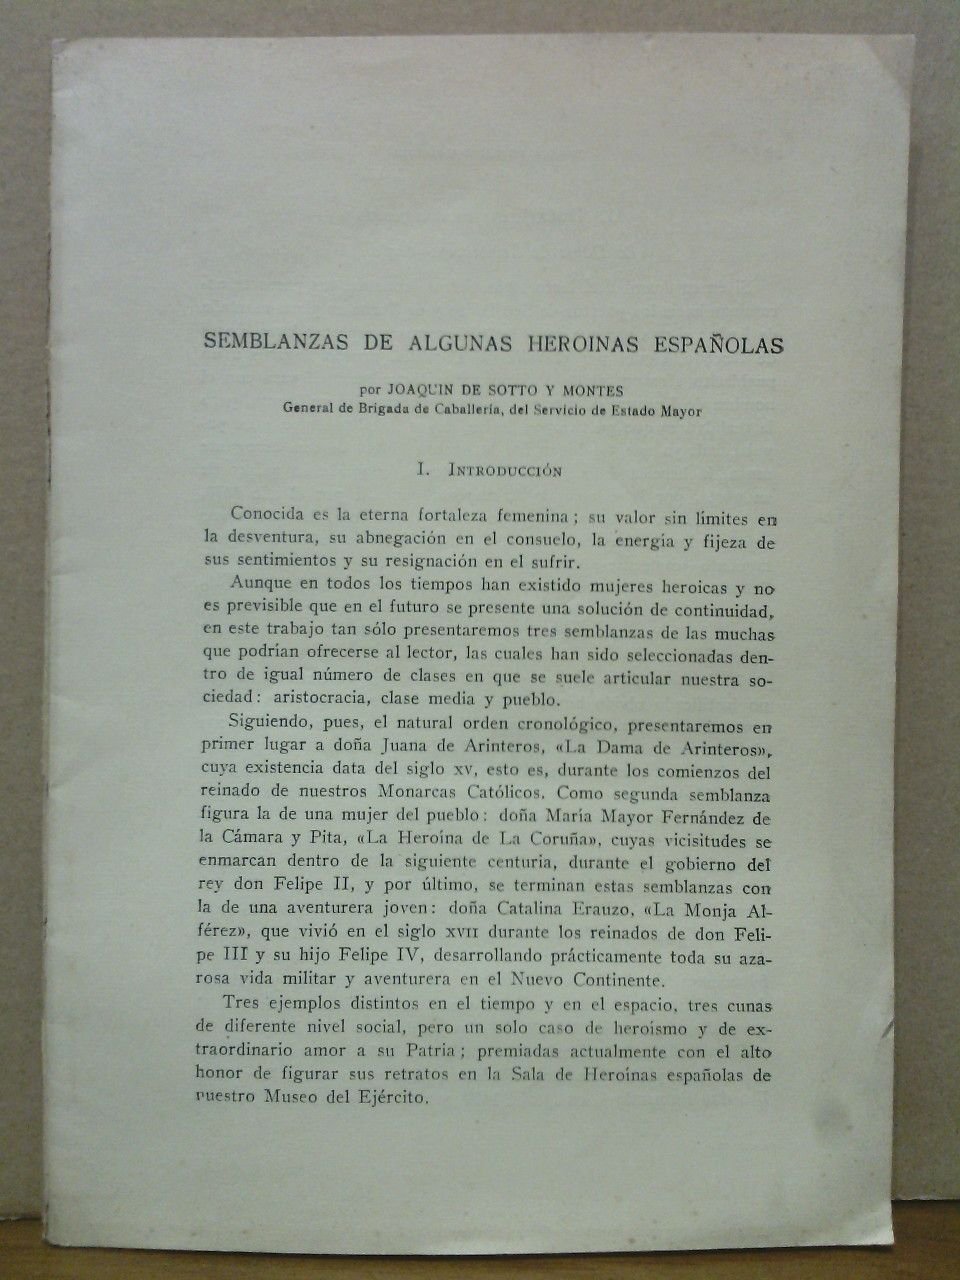 SEMBLANZAS DE ALGUNAS HEROINAS ESPAÑOLAS
por JOAQUIN DE SOTTO Y MONTES
General de Brigada de Caballería, del Servicio de Estado Mayor
I. Introducción
Conocida es la eterna fortaleza femenina; su valor sin límites en
la desventura, su abnegación en el consuelo, la energía y fijeza de
sus sentimientos y su resignación en el sufrir.
Aunque en todos los tiempos han existido mujeres heroicas y no
es previsible que en el futuro se presente una solución de continuidad,
en este trabajo tan sólo presentaremos tres semblanzas de las muchas
que podrían ofrecerse al lector, las cuales han sido seleccionadas den-
tro de igual número de clases en que se suele articular nuestra so-
ciedad: aristocracia, clase media y pueblo.
Siguiendo, pues, el natural orden cronológico, presentaremos en
primer lugar a doña Juana de Arinteros, «La Dama de Arinteros»,
cuya existencia data del siglo XV, esto es, durante los comienzos del
reinado de nuestros Monarcas Católicos. Como segunda semblanza
figura la de una mujer del pueblo: doña María Mayor Fernández de
la Cámara y Pita, «La Heroína de La Coruña», cuyas vicisitudes se
enmarcan dentro de la siguiente centuria, durante el gobierno del
rey don Felipe II, y por último, se terminan estas semblanzas con
la de una aventurera joven: doña Catalina Erauzo, «La Monja Al-
férez», que vivió en el siglo XVII durante los reinados de don Feli-
pe III y su hijo Felipe IV, desarrollando prácticamente toda su aza-
rosa vida militar y aventurera en el Nuevo Continente.
Tres ejemplos distintos en el tiempo y en el espacio, tres cunas
de diferente nivel social, pero un solo caso de heroísmo y de ex-
traordinario amor a su Patria; premiadas actualmente con el alto
honor de figurar sus retratos en la Sala de Heroínas españolas de
nuestro Museo del Ejército.